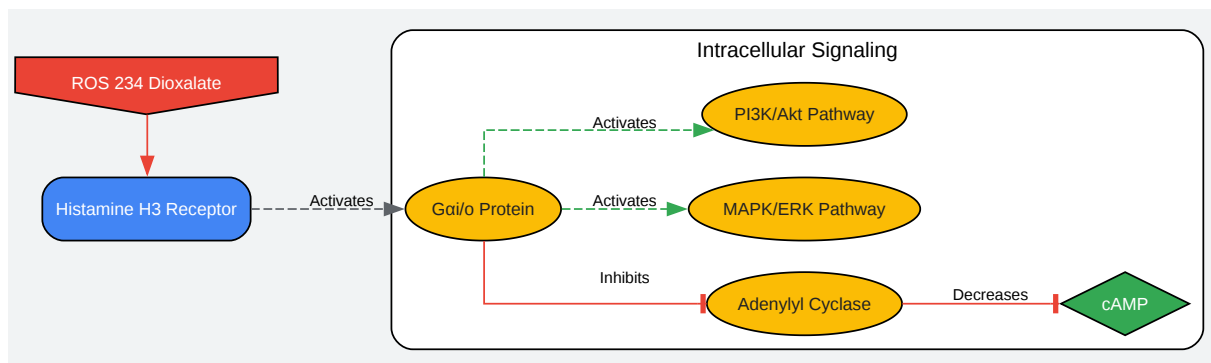 Intracellular Signaling
ROS 234 Dioxalate
PI3K/Akt Pathway
Activates
Histamine H3 Receptor
Activates
Gαi/o Protein
Activates
MAPK/ERK Pathway
Inhibits
Adenylyl Cyclase
Decreases
cAMP